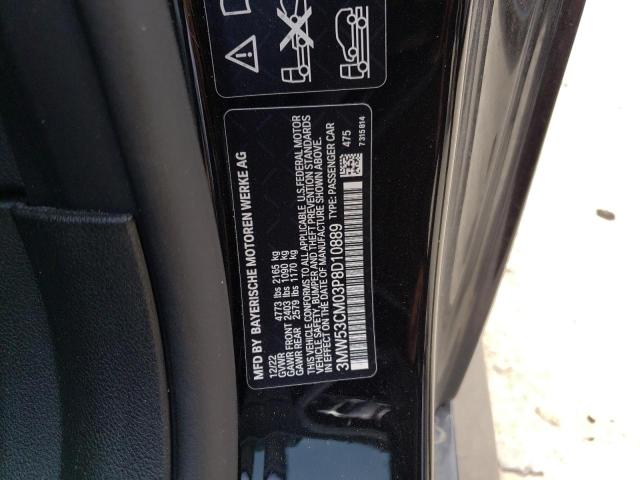 MFD BY BAYERISCHE MOTOREN WERKE AG
12/22
GVWR 4773 lbs 2165 kg
GAWR FRONT 2403 lbs 1090 kg
GAWR REAR 2579 lbs 1170 kg
THIS VEHICLE CONFORMS TO ALL APPLICABLE U.S.FEDERAL MOTOR
VEHICLE SAFETY, BUMPER AND THEFT PREVENTION STANDARDS
IN EFFECT ON THE DATE OF MANUFACTURE SHOWN ABOVE.
3MW53CM03P8D10889 TYPE: PASSENGER CAR
475
7 315 814